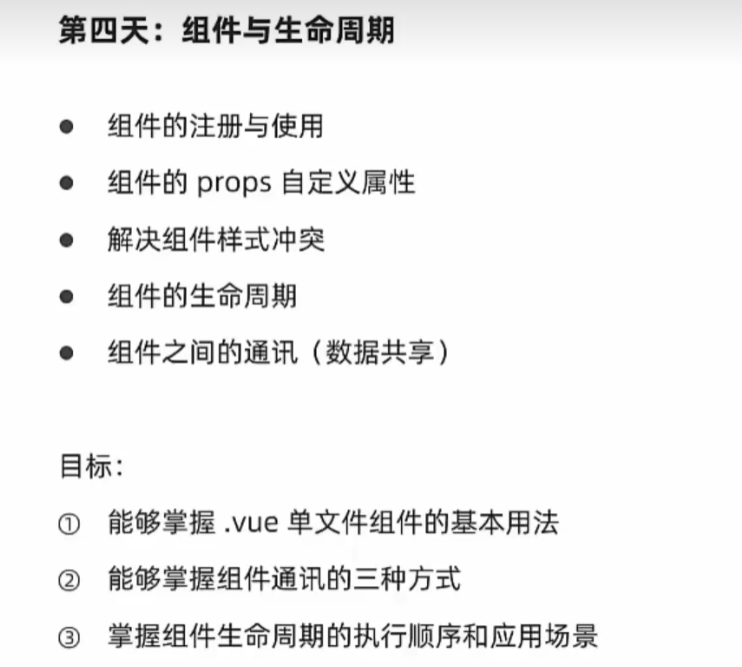 第四天：组件与生命周期
● 组件的注册与使用
● 组件的 props 自定义属性
● 解决组件样式冲突
● 组件的生命周期
● 组件之间的通讯（数据共享）
目标：
① 能够掌握 .vue 单文件组件的基本用法
② 能够掌握组件通讯的三种方式
③ 掌握组件生命周期的执行顺序和应用场景